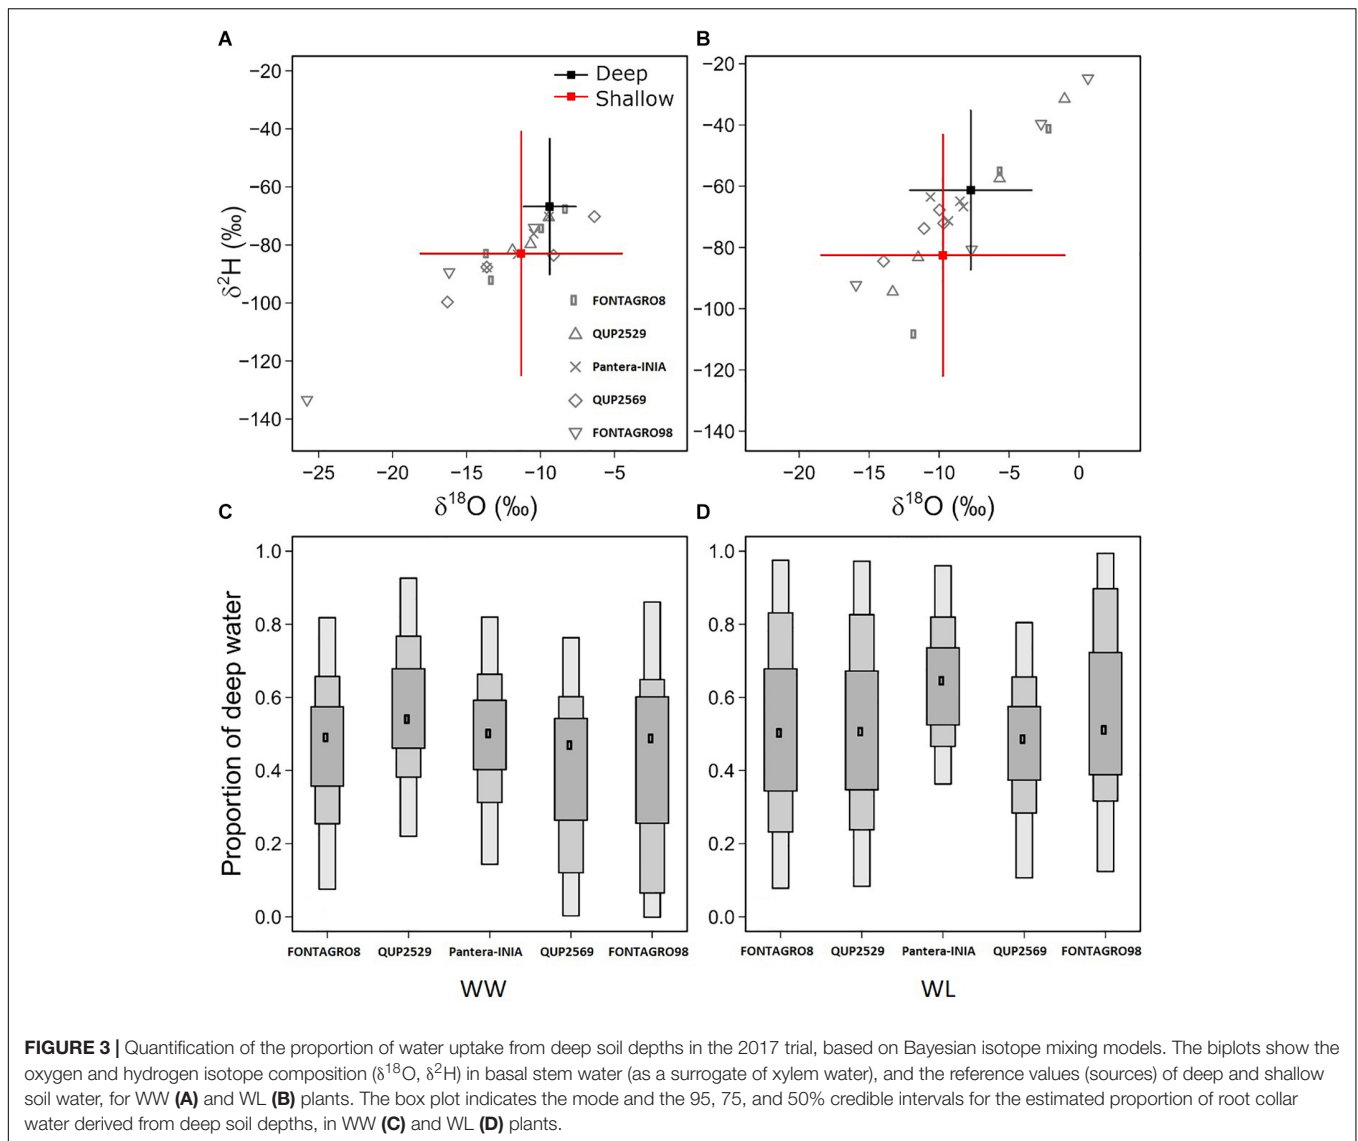 A
B
−20
−40
−60
−80
−100
−120
−140
δ²H (‰)
Deep
Shallow
FONTAGRO8
QUP2529
Pantera-INIA
QUP2569
FONTAGRO98
−25 −20 −15 −10 −5
δ¹⁸O (‰)
−20
−40
−60
−80
−100
−120
−140
−20 −15 −10 −5 0
δ¹⁸O (‰)
C
D
1.0
0.8
0.6
0.4
0.2
0.0
Proportion of deep water
FONTAGRO8 QUP2529 Pantera-INIA QUP2569 FONTAGRO98
WW
1.0
0.8
0.6
0.4
0.2
0.0
FONTAGRO8 QUP2529 Pantera-INIA QUP2569 FONTAGRO98
WL
FIGURE 3 | Quantification of the proportion of water uptake from deep soil depths in the 2017 trial, based on Bayesian isotope mixing models. The biplots show the
oxygen and hydrogen isotope composition (δ¹⁸O, δ²H) in basal stem water (as a surrogate of xylem water), and the reference values (sources) of deep and shallow
soil water, for WW (A) and WL (B) plants. The box plot indicates the mode and the 95, 75, and 50% credible intervals for the estimated proportion of root collar
water derived from deep soil depths, in WW (C) and WL (D) plants.